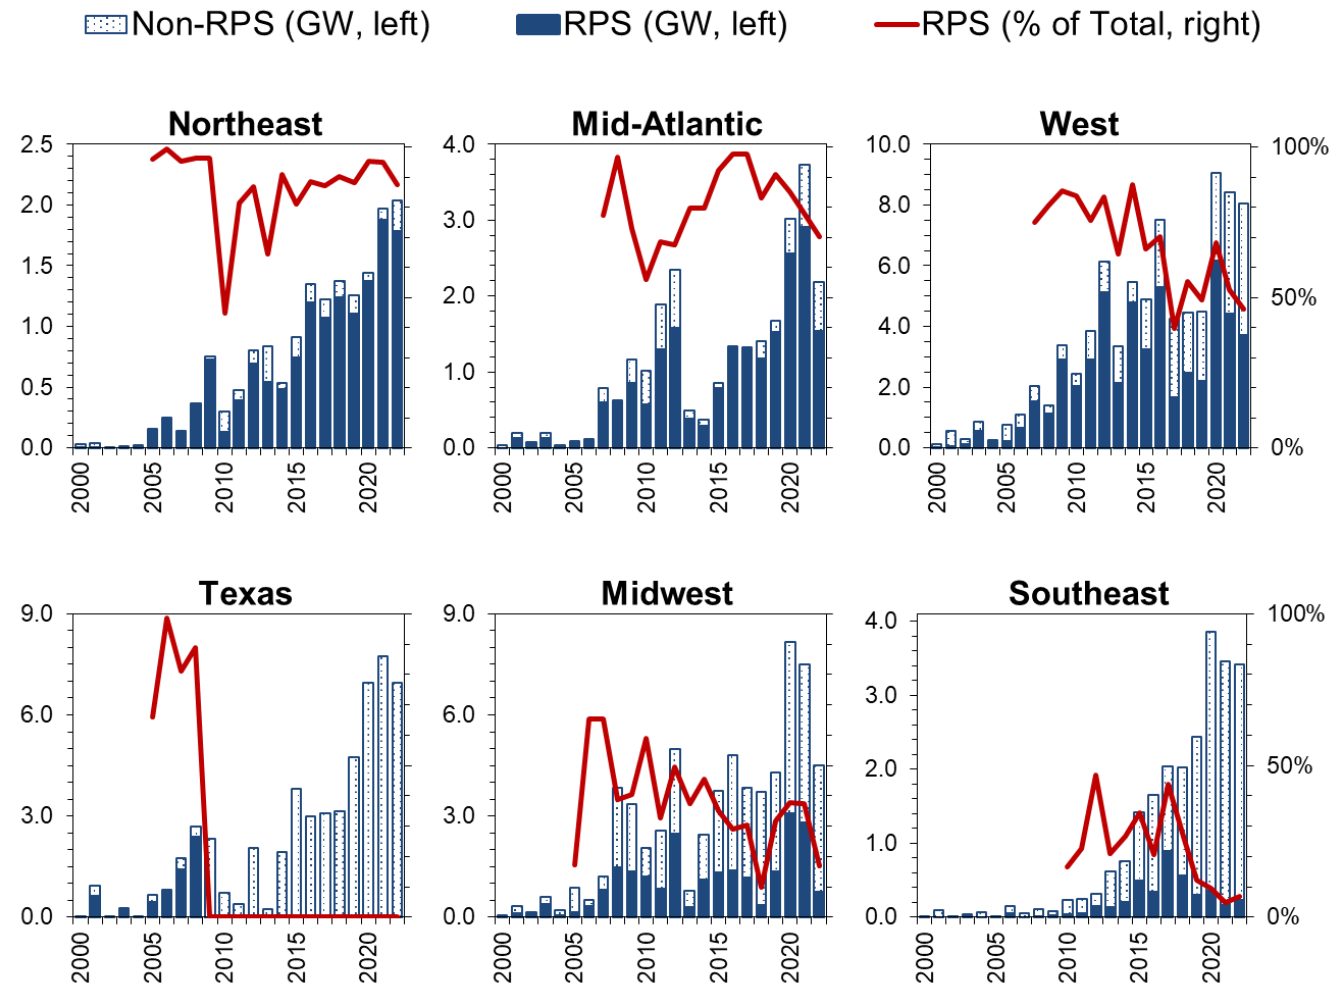 Non-RPS (GW, left) RPS (GW, left) RPS (% of Total, right)
Northeast Mid-Atlantic West
2.5 4.0 10.0 100%
2.0 3.0 8.0
1.5 2.0 6.0 50%
1.0 1.0 4.0
0.5 2.0
0.0 0.0 0.0 0%
2000 2005 2010 2015 2020 2000 2005 2010 2015 2020 2000 2005 2010 2015 2020
Texas Midwest Southeast
9.0 9.0 4.0 100%
6.0 6.0 3.0
3.0 3.0 2.0 50%
1.0
0.0 0.0 0.0 0%
2000 2005 2010 2015 2020 2000 2005 2010 2015 2020 2000 2005 2010 2015 2020